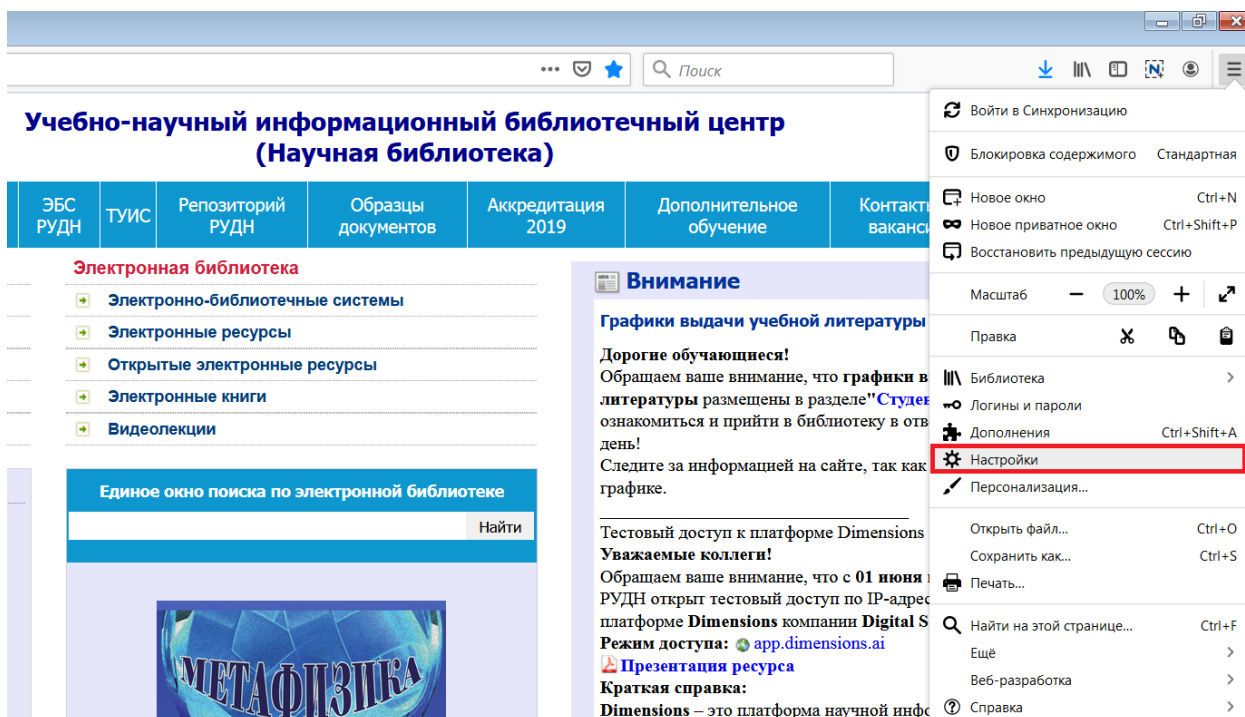 Поиск
Учебно-научный информационный библиотечный центр
(Научная библиотека)
ЭБС
РУДН
ТУИС
Репозиторий
РУДН
Образцы
документов
Аккредитация
2019
Дополнительное
обучение
Контакты
ваканси
Электронная библиотека
Электронно-библиотечные системы
Электронные ресурсы
Открытые электронные ресурсы
Электронные книги
Видеолекции
Единое окно поиска по электронной библиотеке
Найти
МЕТАФИЗИКА
Внимание
Графики выдачи учебной литературы
Дорогие обучающиеся!
Обращаем ваше внимание, что графики в
литературы размещены в разделе"Студен
ознакомиться и прийти в библиотеку в отв
день!
Следите за информацией на сайте, так как
графике.
Тестовый доступ к платформе Dimensions
Уважаемые коллеги!
Обращаем ваше внимание, что с 01 июня
РУДН открыт тестовый доступ по IP-адрес
платформе Dimensions компании Digital S
Режим доступа: app.dimensions.ai
Презентация ресурса
Краткая справка:
Dimensions – это платформа научной инфо
Войти в Синхронизацию
Блокировка содержимого Стандартная
Новое окно Ctrl+N
Новое приватное окно Ctrl+Shift+P
Восстановить предыдущую сессию
Масштаб 100%
Правка
Библиотека
Логины и пароли
Дополнения Ctrl+Shift+A
Настройки
Персонализация...
Открыть файл... Ctrl+O
Сохранить как... Ctrl+S
Печать...
Найти на этой странице... Ctrl+F
Ещё
Веб-разработка
Справка